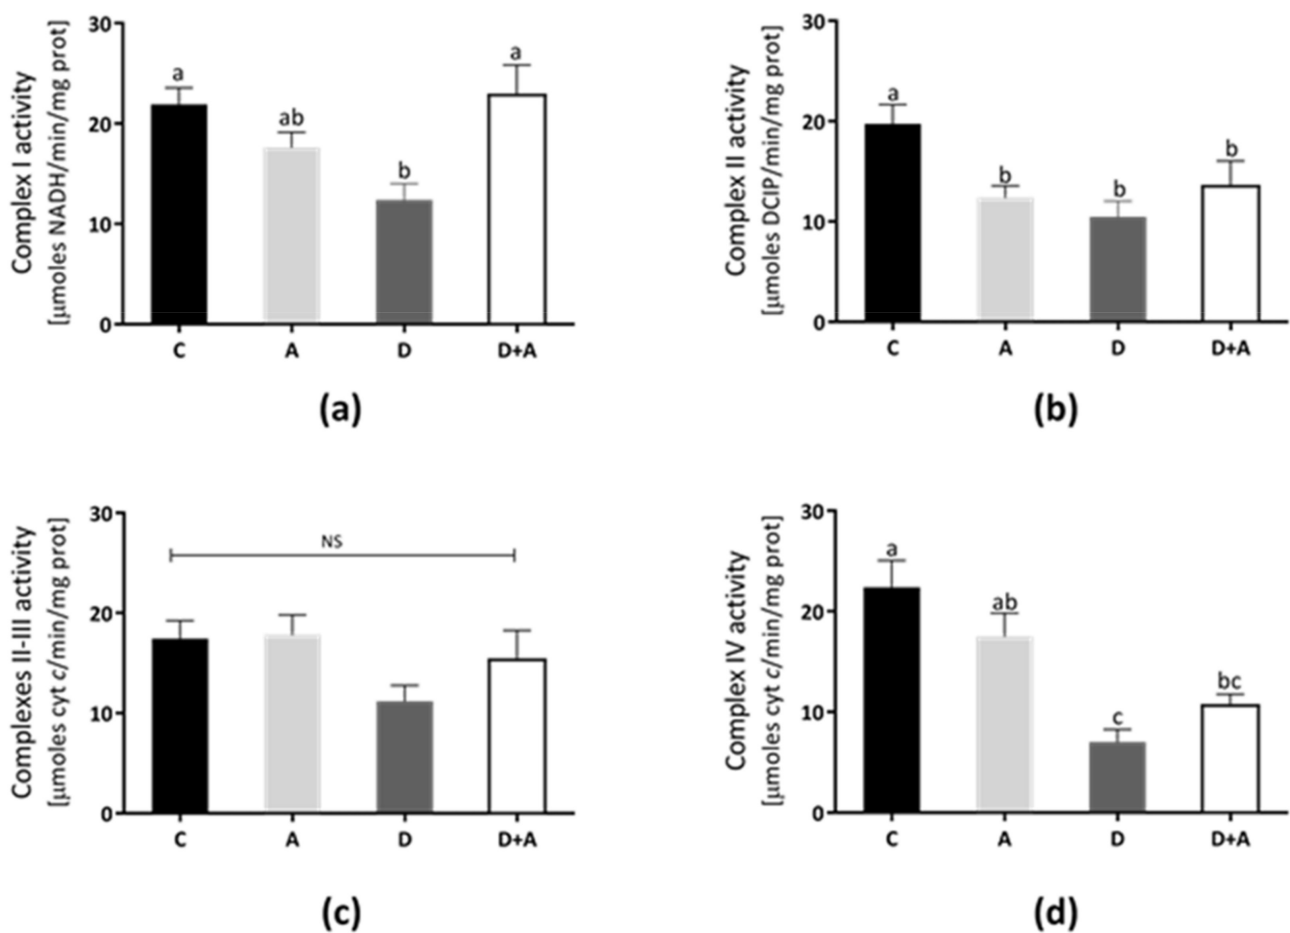 Complex I activity
[μmoles NADH/min/mg prot]
30
20
10
0
a
ab
b
a
C A D D+A
(a)
Complex II activity
[μmoles DCIP/min/mg prot]
30
20
10
0
a
b
b
b
C A D D+A
(b)
Complexes II-III activity
[μmoles cyt c/min/mg prot]
30
20
10
0
NS
C A D D+A
(c)
Complex IV activity
[μmoles cyt c/min/mg prot]
30
20
10
0
a
ab
c
bc
C A D D+A
(d)